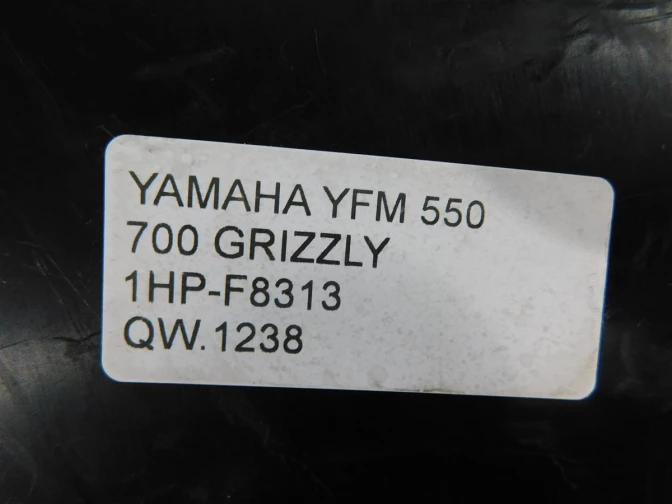 YAMAHA YFM 550
700 GRIZZLY
1HP-F8313
QW.1238